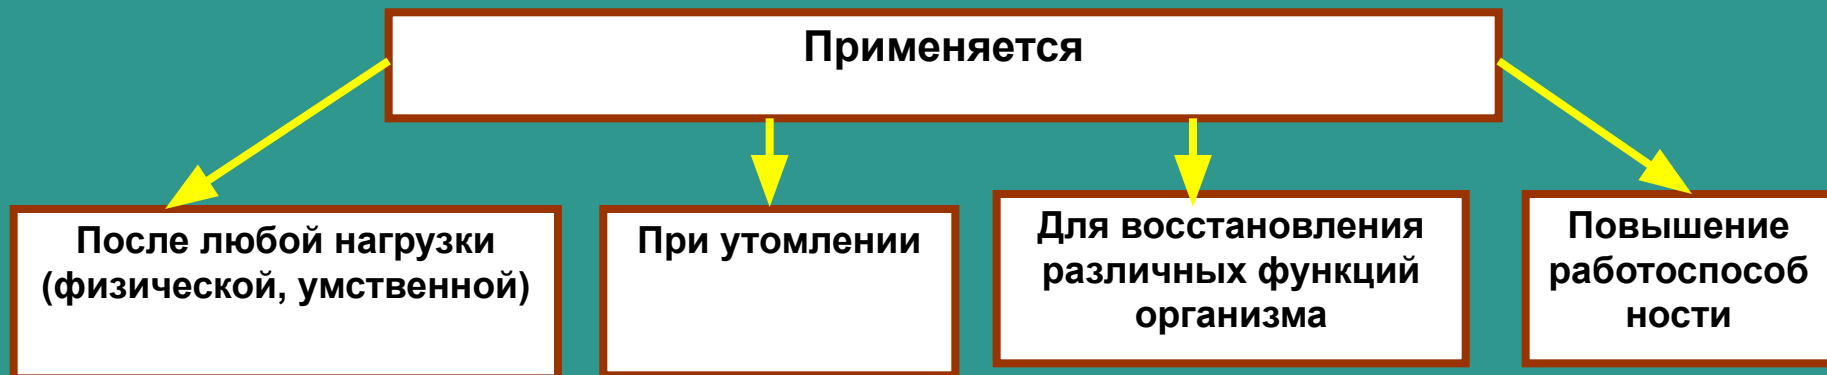 Применяется
После любой нагрузки
(физической, умственной)
При утомлении
Для восстановления
различных функций
организма
Повышение
работоспособ
ности